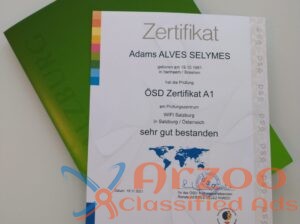 Zertifikat
Adams ALVES SELYMES
hat die Prüfung
ÖSD Zertifikat A1
am Prüfungszentrum
WIFI Salzburg
in Salzburg / Österreich
sehr gut bestanden
Arzoo
Classified Ads